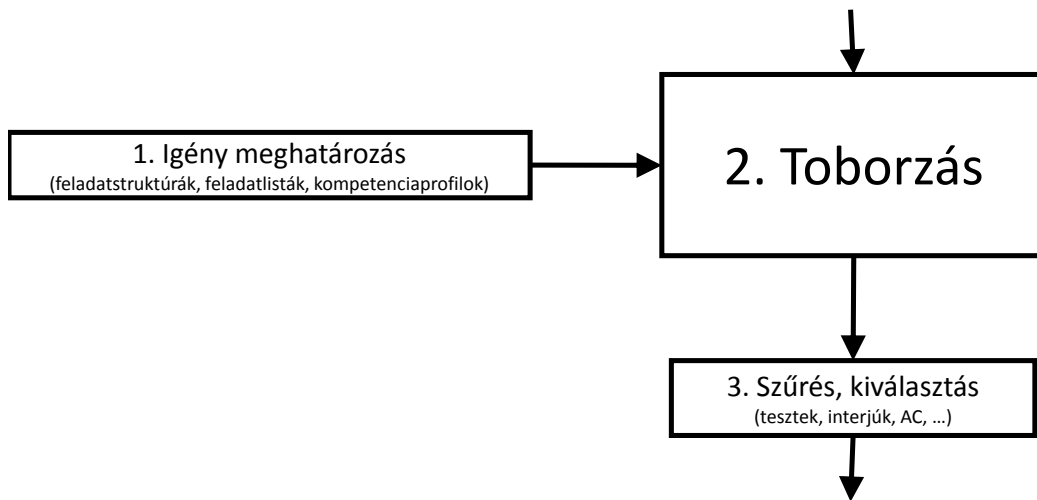 1. Igény meghatározás
(feladatstruktúrák, feladatlisták, kompetenciaprofilok)
2. Toborzás
3. Szűrés, kiválasztás
(tesztek, interjúk, AC, ...)